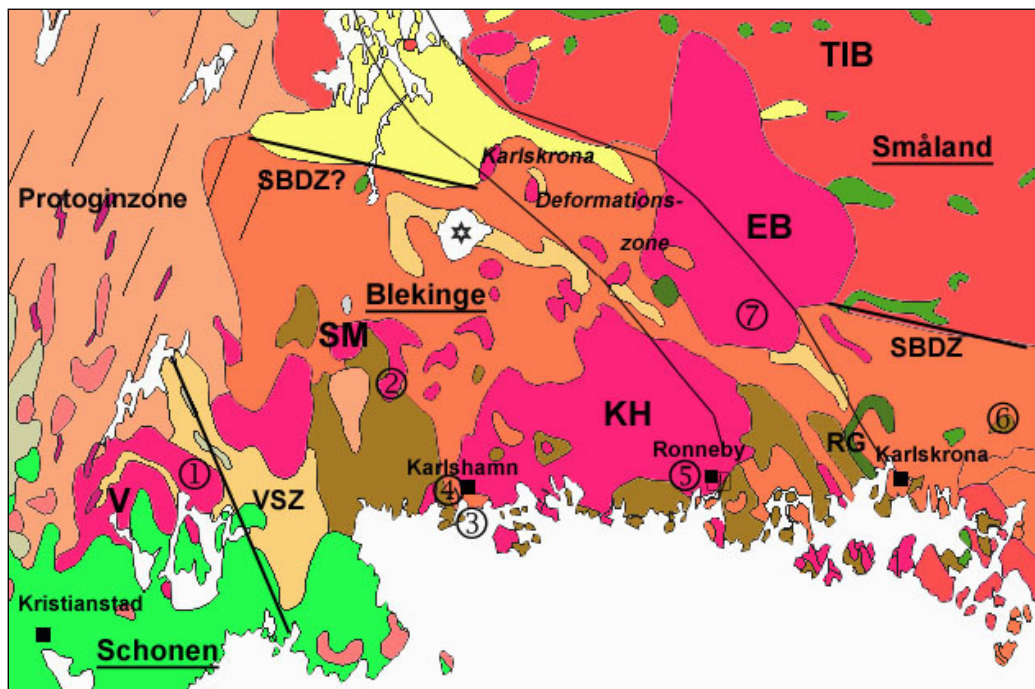 TIB
Småland
Karlskrona
SBDZ?
Deformations-
Protoginzone
EB
zone
Blekinge
⑦
SM
SBDZ
②
KH
⑥
RG
Ronneby
Karlshamn
Karlskrona
①
⑤
V
④
VSZ
③
Kristianstad
Schonen